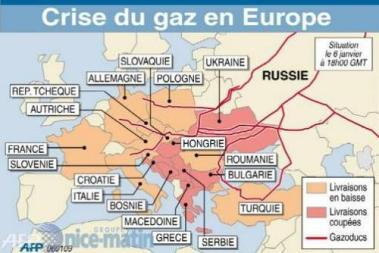 Crise du gaz en Europe
Situation
le 6 janvier
à 18h00 GMT
SLOVAQUIE
UKRAINE
ALLEMAGNE
POLOGNE
RUSSIE
REP. TCHEQUE
AUTRICHE
HONGRIE
FRANCE
ROUMANIE
SLOVENIE
BULGARIE
CROATIE
ITALIE
BOSNIE
TURQUIE
MACEDOINE
GRECE
SERBIE
Livraisons
en baisse
Livraisons
coupées
Gazoducs
GROUPE
nice-matin
AFP 060109